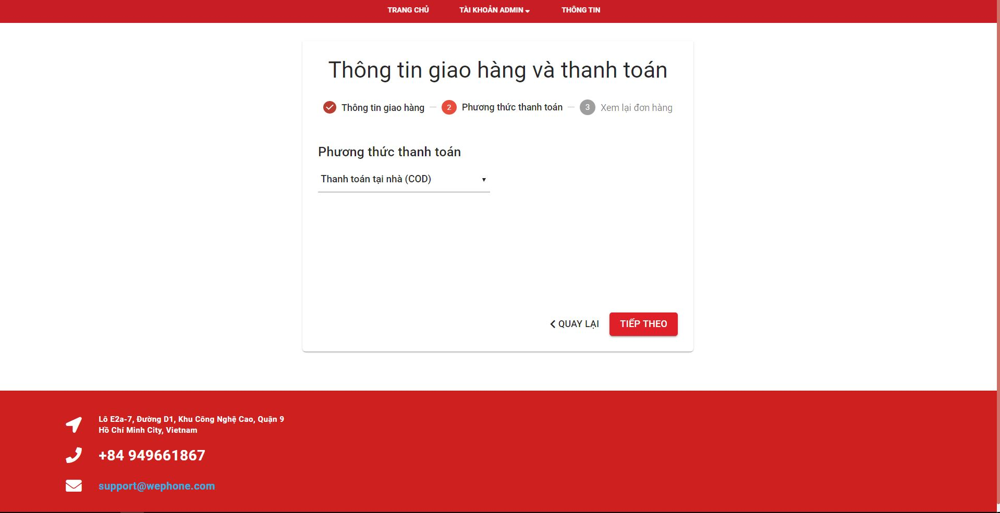 TRANG CHỦ TÀI KHOẢN ADMIN THÔNG TIN
Thông tin giao hàng và thanh toán
Thông tin giao hàng 2 Phương thức thanh toán 3 Xem lại đơn hàng
Phương thức thanh toán
Thanh toán tại nhà (COD)
QUAY LẠI TIẾP THEO
Lô E2a-7, Đường D1, Khu Công Nghệ Cao, Quận 9
Hồ Chí Minh City, Vietnam
+84 949661867
support@wephone.com